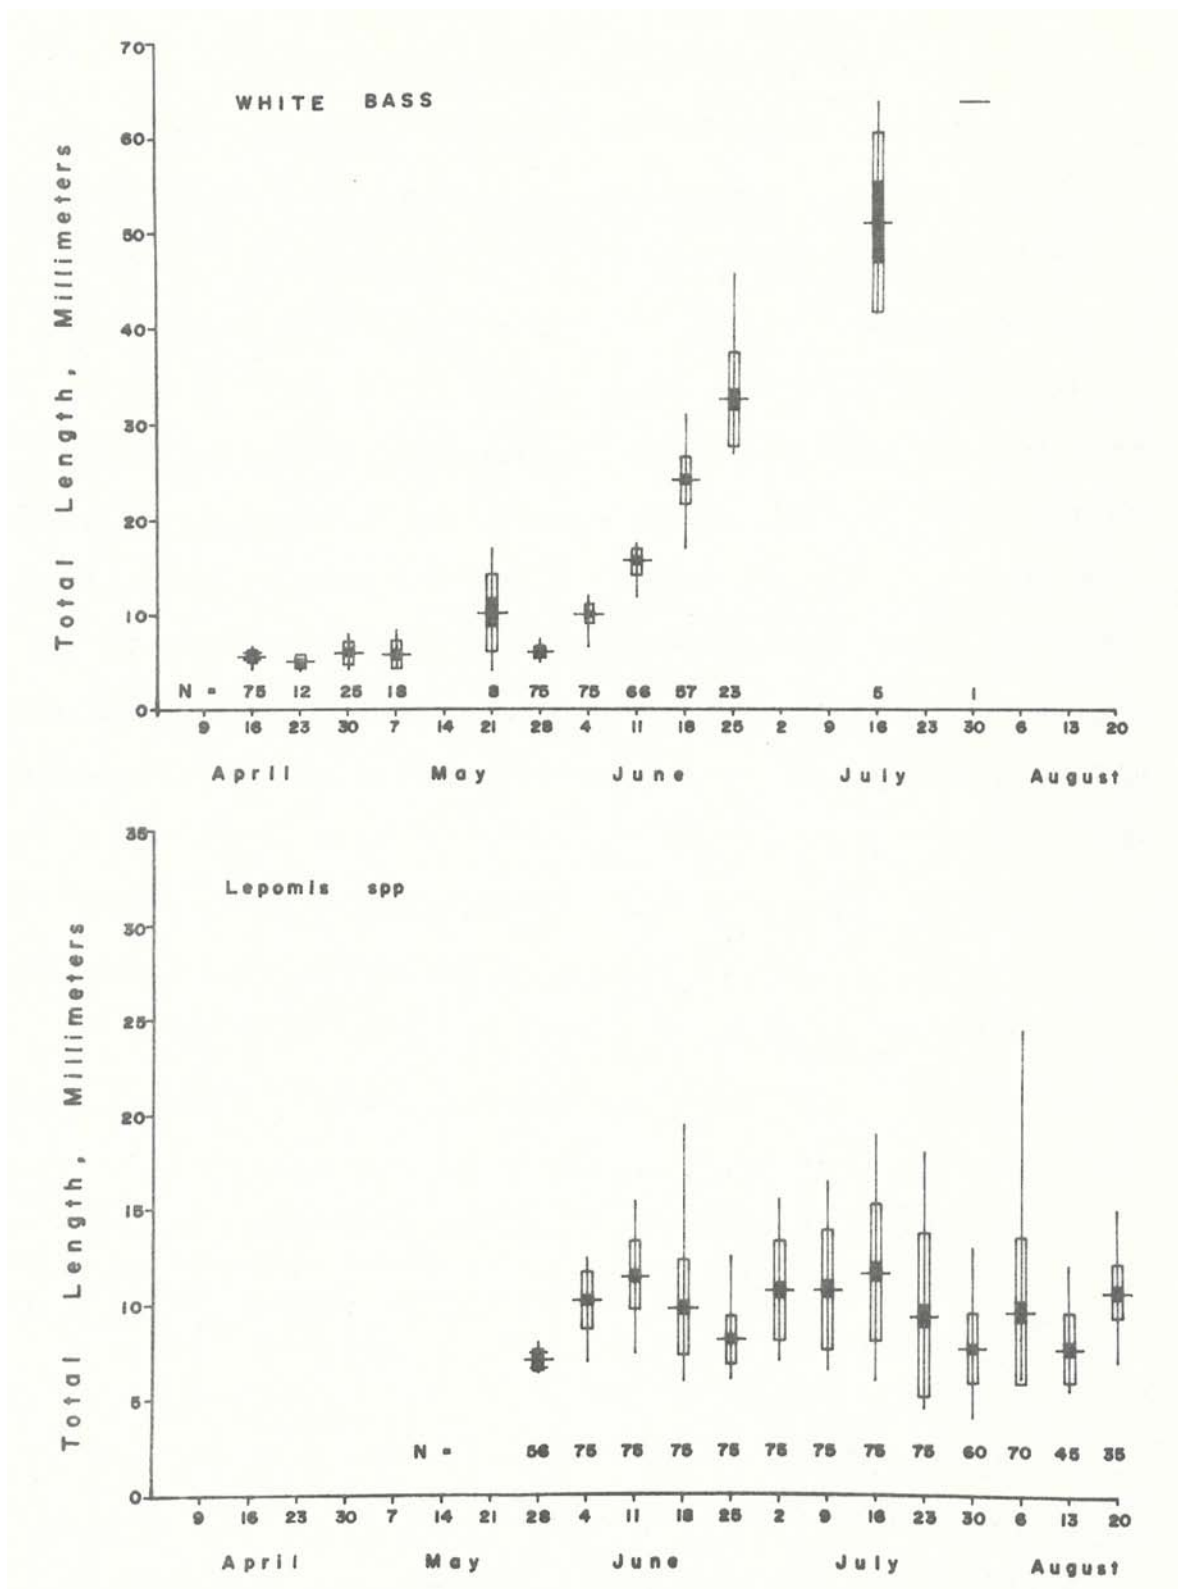 70
WHITE BASS
60
50
40
30
20
10
N = 75 12 25 18 8 75 75 66 57 23 5 1
0
9 16 23 30 7 14 21 28 4 11 18 25 2 9 16 23 30 6 13 20
April May June July August
Total Length, Millimeters
35
Lepomis spp
30
25
20
15
10
5
N = 56 75 75 75 75 75 75 75 75 60 70 45 35
0
9 16 23 30 7 14 21 28 4 11 18 25 2 9 16 23 30 6 13 20
April May June July August
Total Length, Millimeters